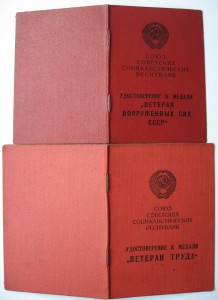 СОЮЗ
СОВЕТСКИХ
СОЦИАЛИСТИЧЕСКИХ
РЕСПУБЛИК
УДОСТОВЕРЕНИЕ К МЕДАЛИ
„ВЕТЕРАН
ВООРУЖЕННЫХ СИЛ
СССР“
СОЮЗ
СОВЕТСКИХ
СОЦИАЛИСТИЧЕСКИХ
РЕСПУБЛИК
УДОСТОВЕРЕНИЕ К МЕДАЛИ
„ВЕТЕРАН ТРУДА“